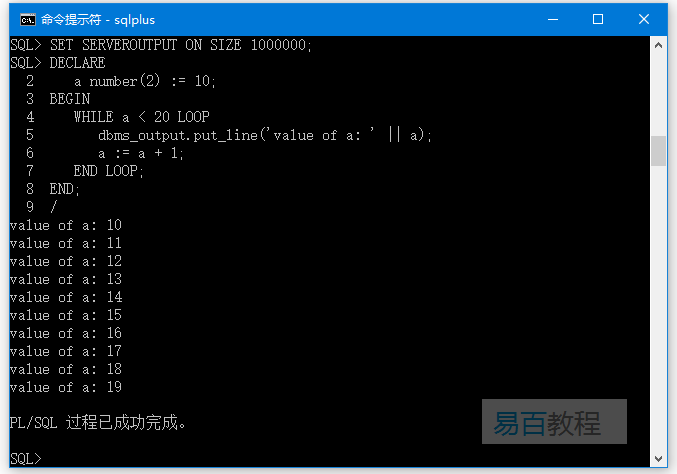 命令提示符 - sqlplus
SQL> SET SERVEROUTPUT ON SIZE 1000000;
SQL> DECLARE
  2     a number(2) := 10;
  3  BEGIN
  4     WHILE a < 20 LOOP
  5        dbms_output.put_line('value of a: ' || a);
  6        a := a + 1;
  7     END LOOP;
  8  END;
  9  /
value of a: 10
value of a: 11
value of a: 12
value of a: 13
value of a: 14
value of a: 15
value of a: 16
value of a: 17
value of a: 18
value of a: 19
PL/SQL 过程已成功完成。
易百教程
SQL>